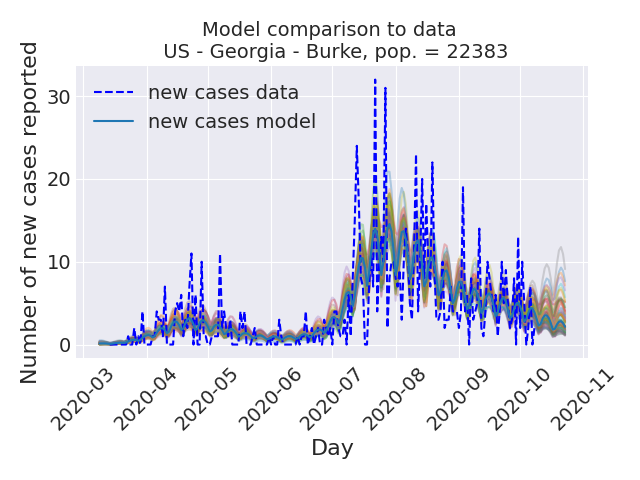 Model comparison to data
US - Georgia - Burke, pop. = 22383
Number of new cases reported
30
20
10
0
new cases data
new cases model
2020-03
2020-04
2020-05
2020-06
2020-07
2020-08
2020-09
2020-10
2020-11
Day